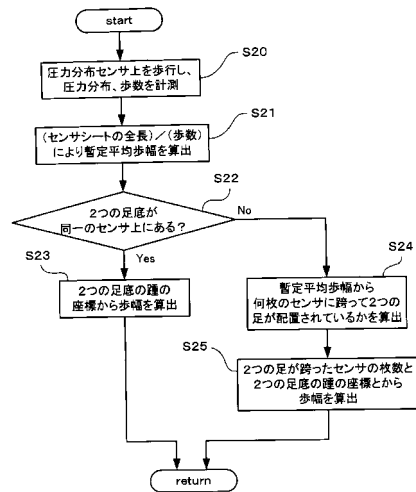 start
S20
圧力分布センサ上を歩行し、
圧力分布、歩数を計測
S21
(センサシートの全長)/(歩数)
により暫定平均歩幅を算出
S22
2つの足底が
同一のセンサ上にある?
No
Yes
S23
2つの足底の踵の
座標から歩幅を算出
S24
暫定平均歩幅から
何枚のセンサに跨って2つの
足が配置されているかを算出
S25
2つの足が跨ったセンサの枚数と
2つの足底の踵の座標とから
歩幅を算出
return